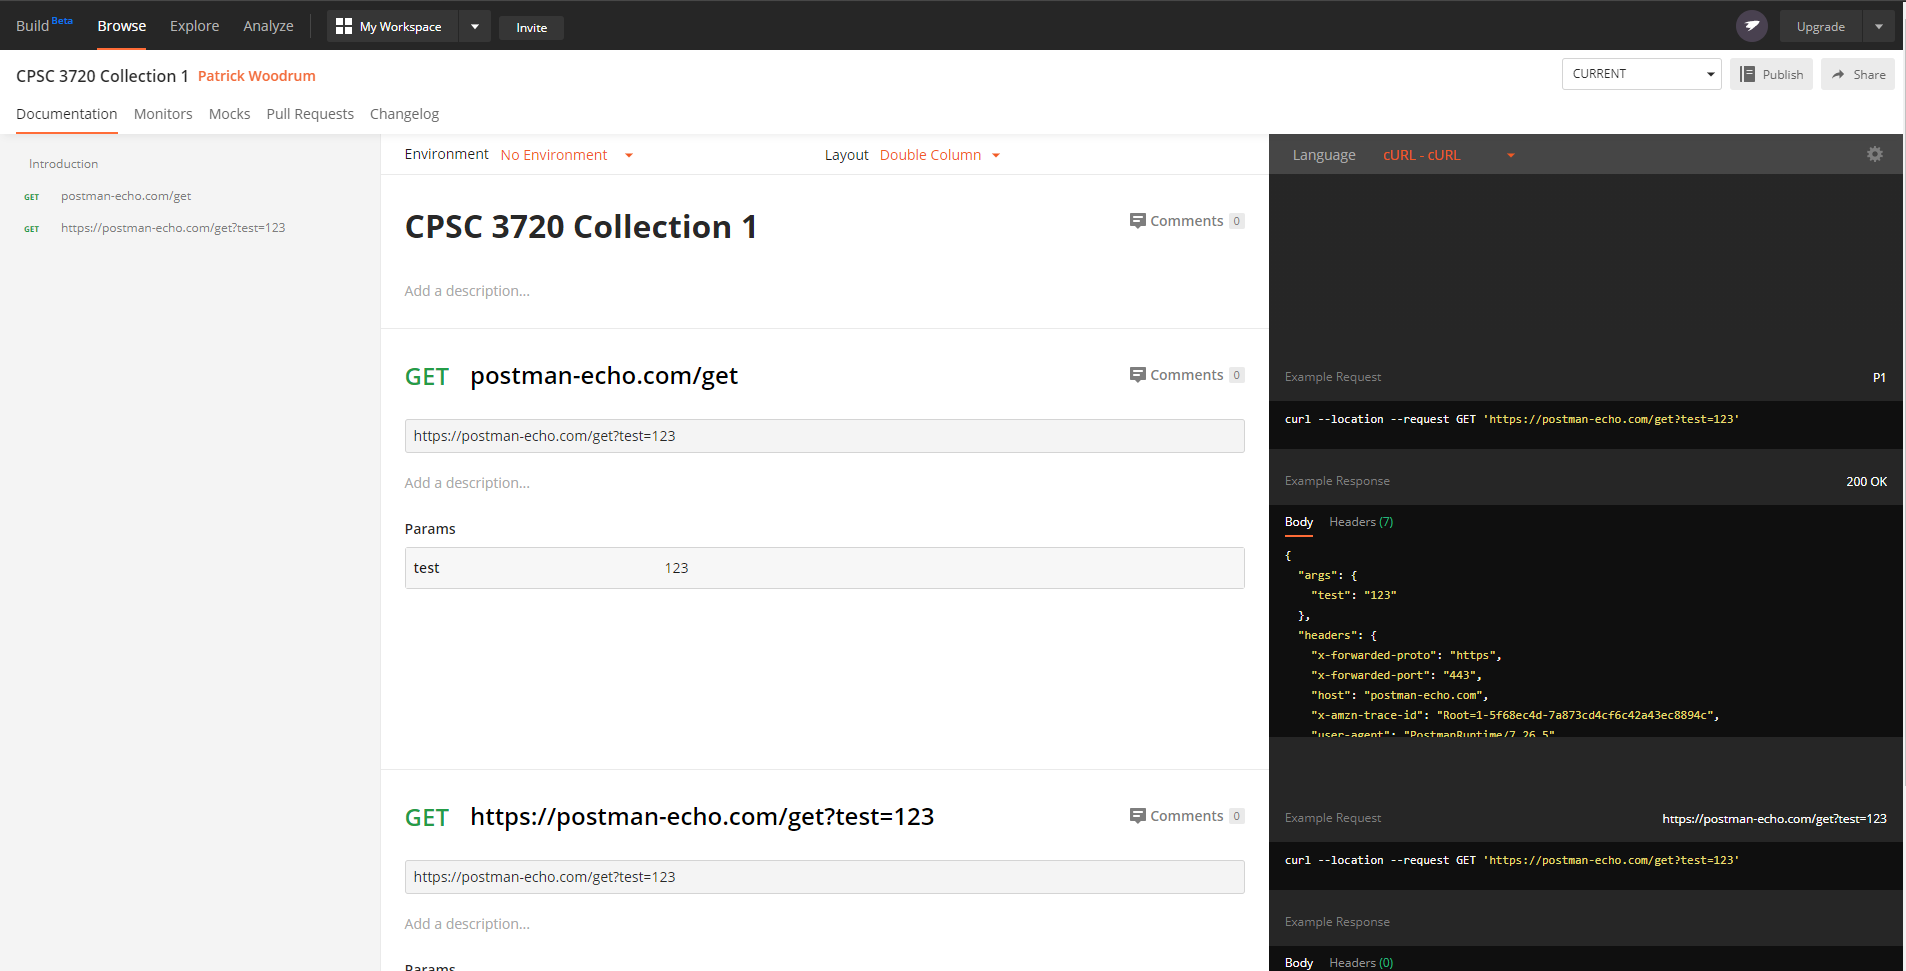 Build Beta Browse Explore Analyze My Workspace Invite Upgrade
CPSC 3720 Collection 1 Patrick Woodrum
CURRENT Publish Share
Documentation Monitors Mocks Pull Requests Changelog
Introduction
GET postman-echo.com/get
GET https://postman-echo.com/get?test=123
Environment No Environment Layout Double Column
CPSC 3720 Collection 1
Comments 0
Add a description...
GET postman-echo.com/get
Comments 0
https://postman-echo.com/get?test=123
Add a description...
Params
test 123
GET https://postman-echo.com/get?test=123
Comments 0
https://postman-echo.com/get?test=123
Add a description...
Params
Language cURL - cURL
Example Request P1
curl --location --request GET 'https://postman-echo.com/get?test=123'
Example Response 200 OK
Body Headers (7)
{
"args": {
"test": "123"
},
"headers": {
"x-forwarded-proto": "https",
"x-forwarded-port": "443",
"host": "postman-echo.com",
"x-amzn-trace-id": "Root=1-5f68ec4d-7a873cd4cf6c42a43ec8894c",
"user-agent": "PostmanRuntime/7.26.5"
Example Request https://postman-echo.com/get?test=123
curl --location --request GET 'https://postman-echo.com/get?test=123'
Example Response
Body Headers (0)